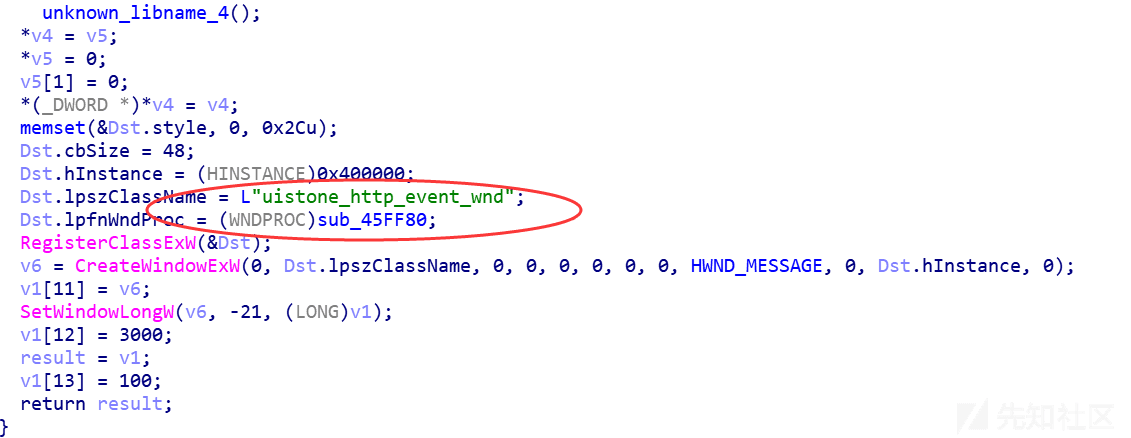 unknown_libname_4();
*v4 = v5;
*v5 = 0;
v5[1] = 0;
*(_DWORD *)*v4 = v4;
memset(&Dst.style, 0, 0x2Cu);
Dst.cbSize = 48;
Dst.hInstance = (HINSTANCE)0x400000;
Dst.lpszClassName = L"uistone_http_event_wnd";
Dst.lpfnWndProc = (WNDPROC)sub_45FF80;
RegisterClassExW(&Dst);
v6 = CreateWindowExW(0, Dst.lpszClassName, 0, 0, 0, 0, 0, 0, HWND_MESSAGE, 0, Dst.hInstance, 0);
v1[11] = v6;
SetWindowLongW(v6, -21, (LONG)v1);
v1[12] = 3000;
result = v1;
v1[13] = 100;
return result;
}
先知社区